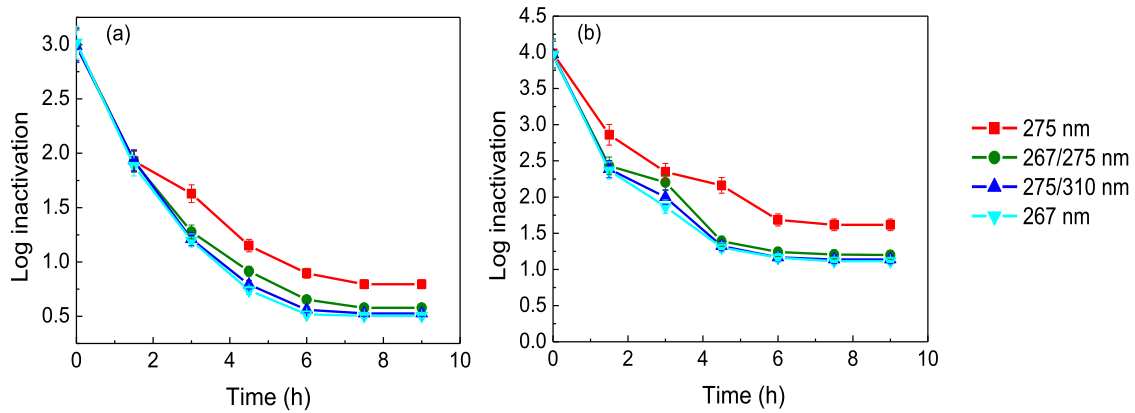 (a)
Log inactivation
3.0
2.5
2.0
1.5
1.0
0.5
0 2 4 6 8 10
Time (h)
(b)
Log inactivation
4.5
4.0
3.5
3.0
2.5
2.0
1.5
1.0
0.5
0.0
0 2 4 6 8 10
Time (h)
275 nm
267/275 nm
275/310 nm
267 nm